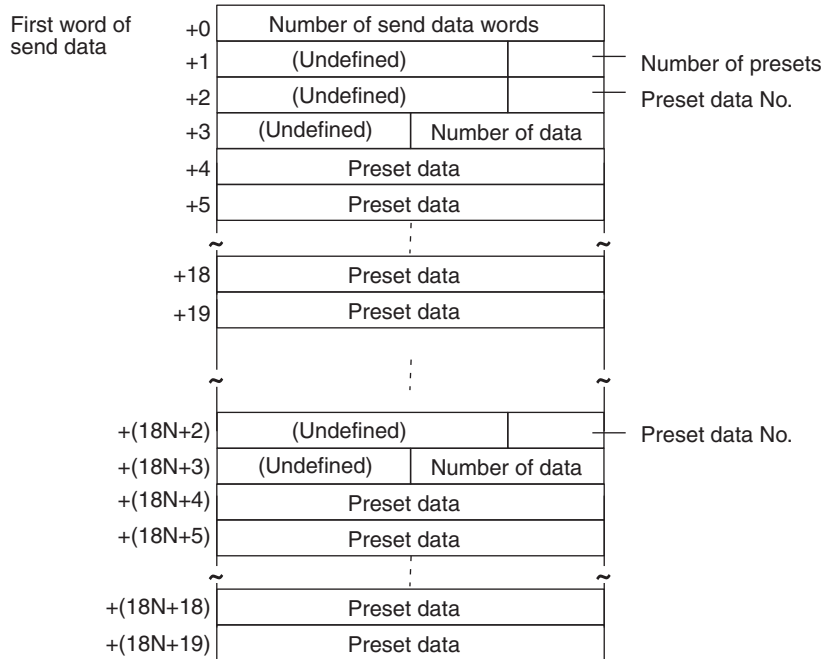 First word of
send data
+0 Number of send data words
+1 (Undefined) Number of presets
+2 (Undefined) Preset data No.
+3 (Undefined) Number of data
+4 Preset data
+5 Preset data
~ ~
+18 Preset data
+19 Preset data
~ ~
+(18N+2) (Undefined) Preset data No.
+(18N+3) (Undefined) Number of data
+(18N+4) Preset data
+(18N+5) Preset data
~ ~
+(18N+18) Preset data
+(18N+19) Preset data